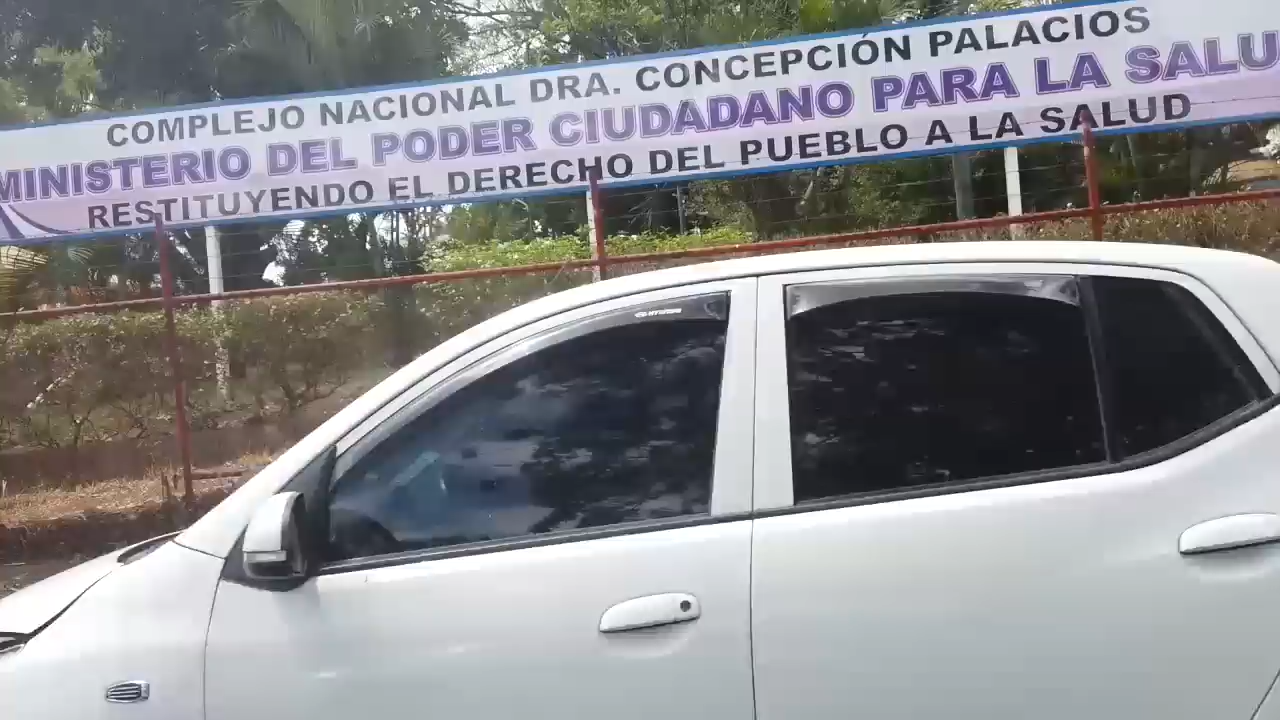 COMPLEJO NACIONAL DRA. CONCEPCIÓN PALACIOS
MINISTERIO DEL PODER CIUDADANO PARA LA SALU
RESTITUYENDO EL DERECHO DEL PUEBLO A LA SALUD
HYUNDAI